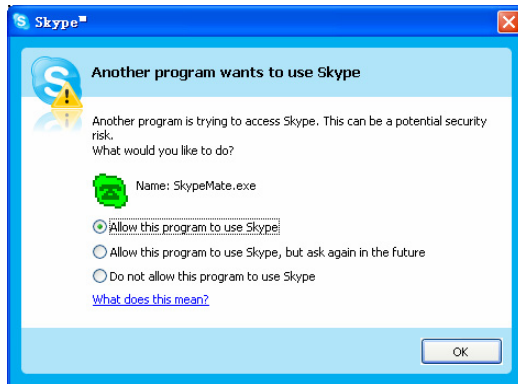 Skype™
Another program wants to use Skype
Another program is trying to access Skype. This can be a potential security
risk.
What would you like to do?
Name: SkypeMate.exe
Allow this program to use Skype
Allow this program to use Skype, but ask again in the future
Do not allow this program to use Skype
What does this mean?
OK